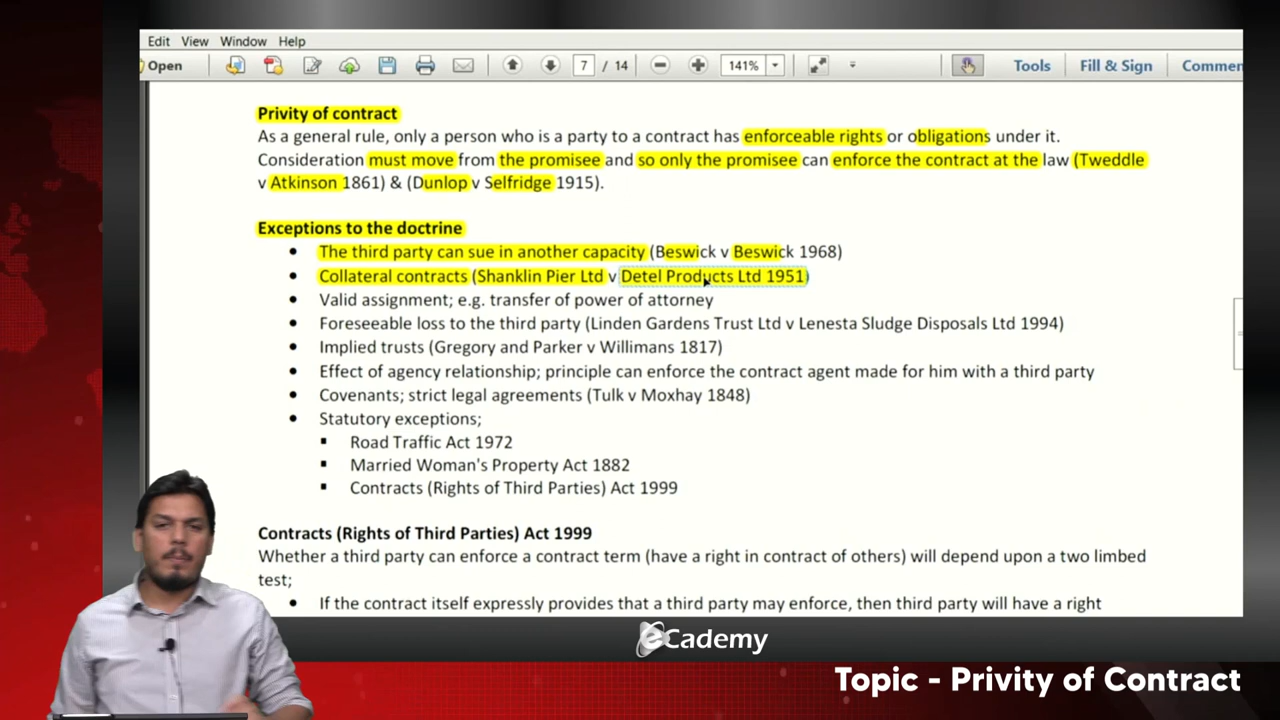 Edit View Window Help
Open 7 / 14 141% Tools Fill & Sign Commen
Privity of contract
As a general rule, only a person who is a party to a contract has enforceable rights or obligations under it.
Consideration must move from the promisee and so only the promisee can enforce the contract at the law (Tweddle
v Atkinson 1861) & (Dunlop v Selfridge 1915).
Exceptions to the doctrine
• The third party can sue in another capacity (Beswick v Beswick 1968)
• Collateral contracts (Shanklin Pier Ltd v Detel Products Ltd 1951)
• Valid assignment; e.g. transfer of power of attorney
• Foreseeable loss to the third party (Linden Gardens Trust Ltd v Lenesta Sludge Disposals Ltd 1994)
• Implied trusts (Gregory and Parker v Willimans 1817)
• Effect of agency relationship; principle can enforce the contract agent made for him with a third party
• Covenants; strict legal agreements (Tulk v Moxhay 1848)
• Statutory exceptions;
▪ Road Traffic Act 1972
▪ Married Woman's Property Act 1882
▪ Contracts (Rights of Third Parties) Act 1999
Contracts (Rights of Third Parties) Act 1999
Whether a third party can enforce a contract term (have a right in contract of others) will depend upon a two limbed
test;
• If the contract itself expressly provides that a third party may enforce, then third party will have a right
eCademy
Topic - Privity of Contract